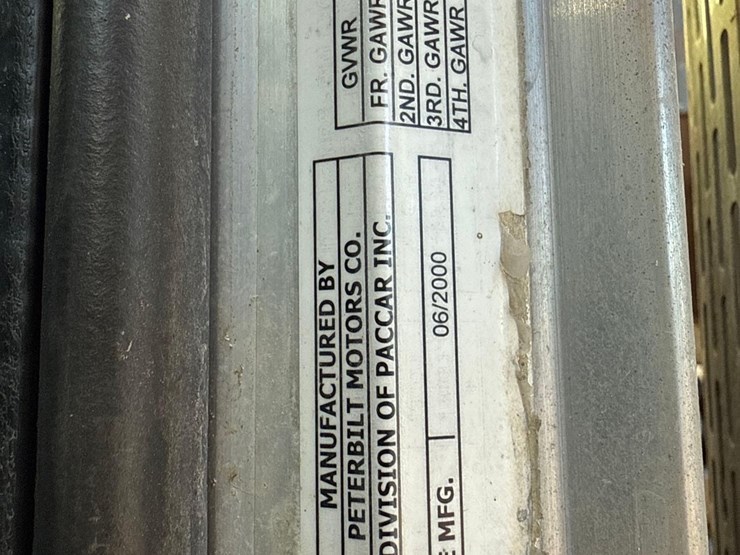 MANUFACTURED BY
PETERBILT MOTORS CO.
DIVISION OF PACCAR INC.
MFG. 06/2000
GVWR
FR. GAWR
2ND. GAWR
3RD. GAWR
4TH. GAWR